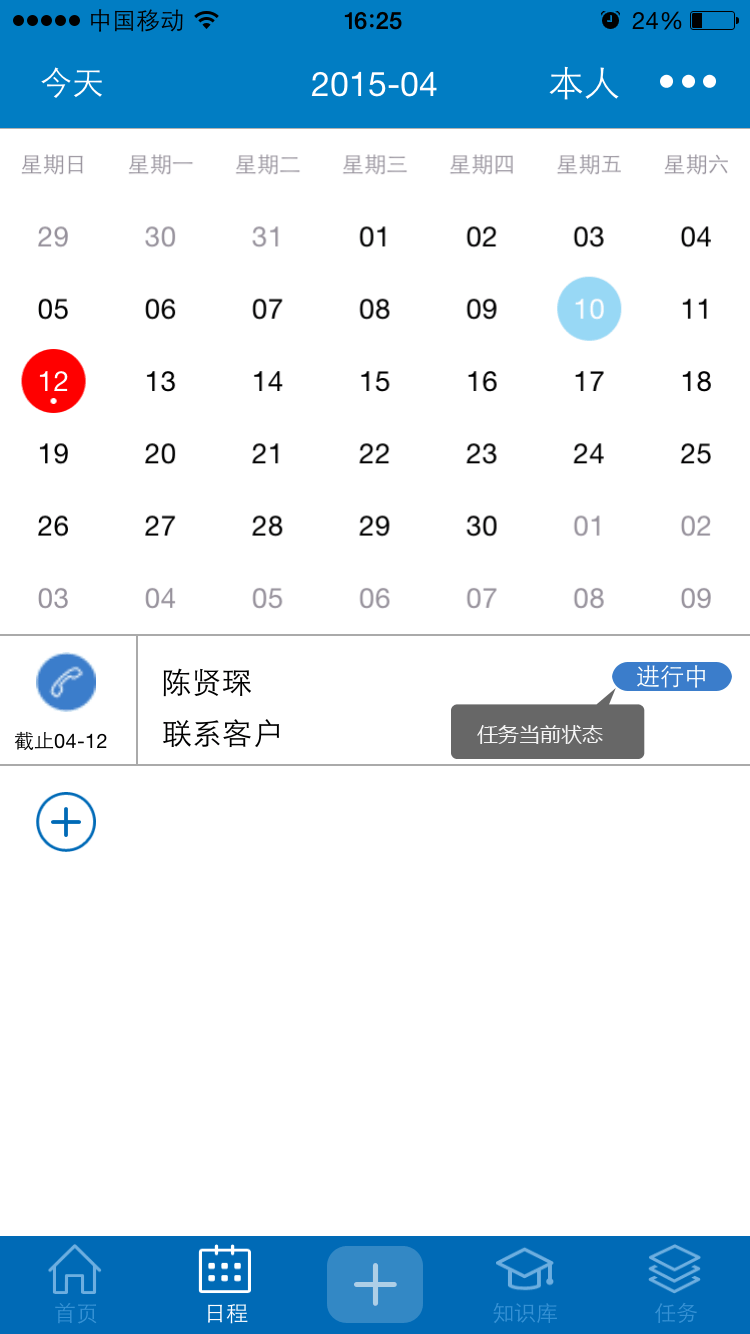 中国移动 16:25 24%
今天 2015-04 本人
星期日 星期一 星期二 星期三 星期四 星期五 星期六
29 30 31 01 02 03 04
05 06 07 08 09 10 11
12 13 14 15 16 17 18
19 20 21 22 23 24 25
26 27 28 29 30 01 02
03 04 05 06 07 08 09
陈贤琛 进行中
联系客户 任务当前状态
截止04-12
首页 日程 知识库 任务